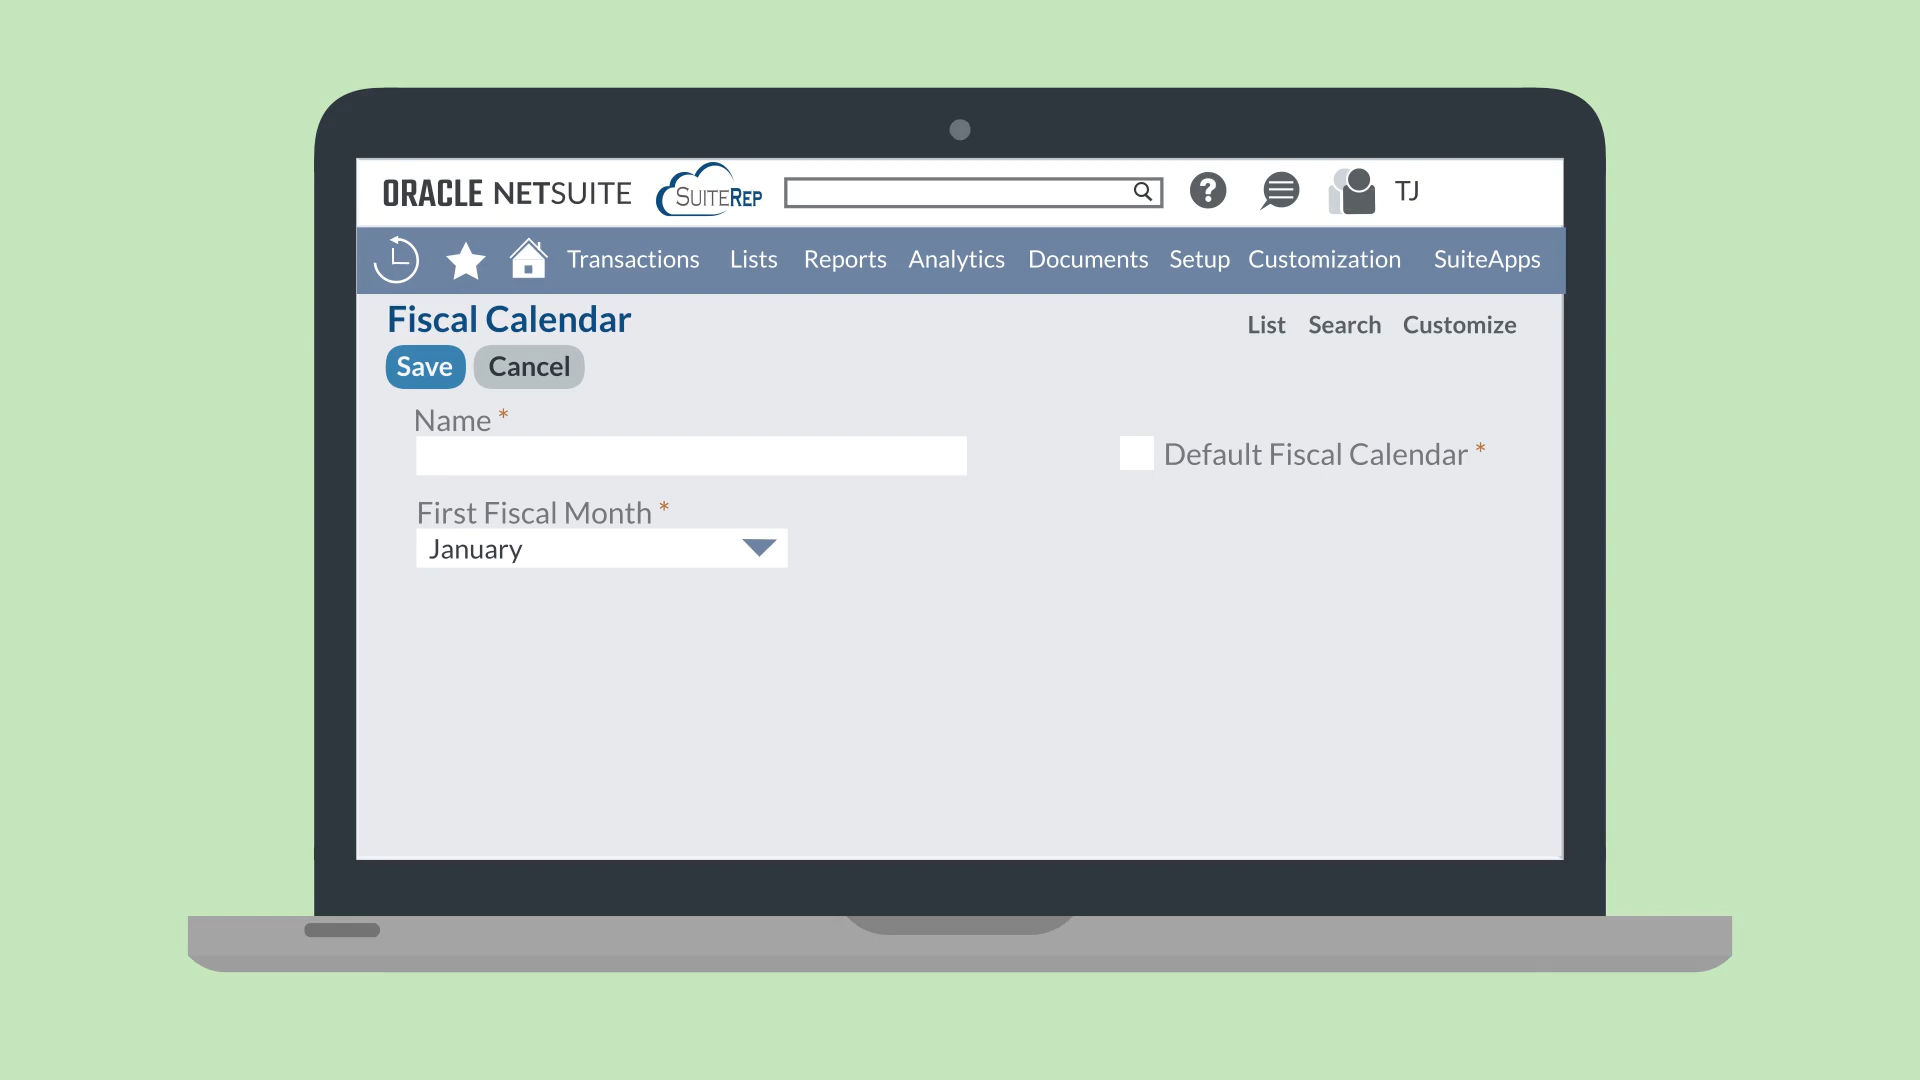 ORACLE NETSUITE SUITEREP ? TJ
Transactions Lists Reports Analytics Documents Setup Customization SuiteApps
Fiscal Calendar List Search Customize
Save Cancel
Name *
Default Fiscal Calendar *
First Fiscal Month *
January